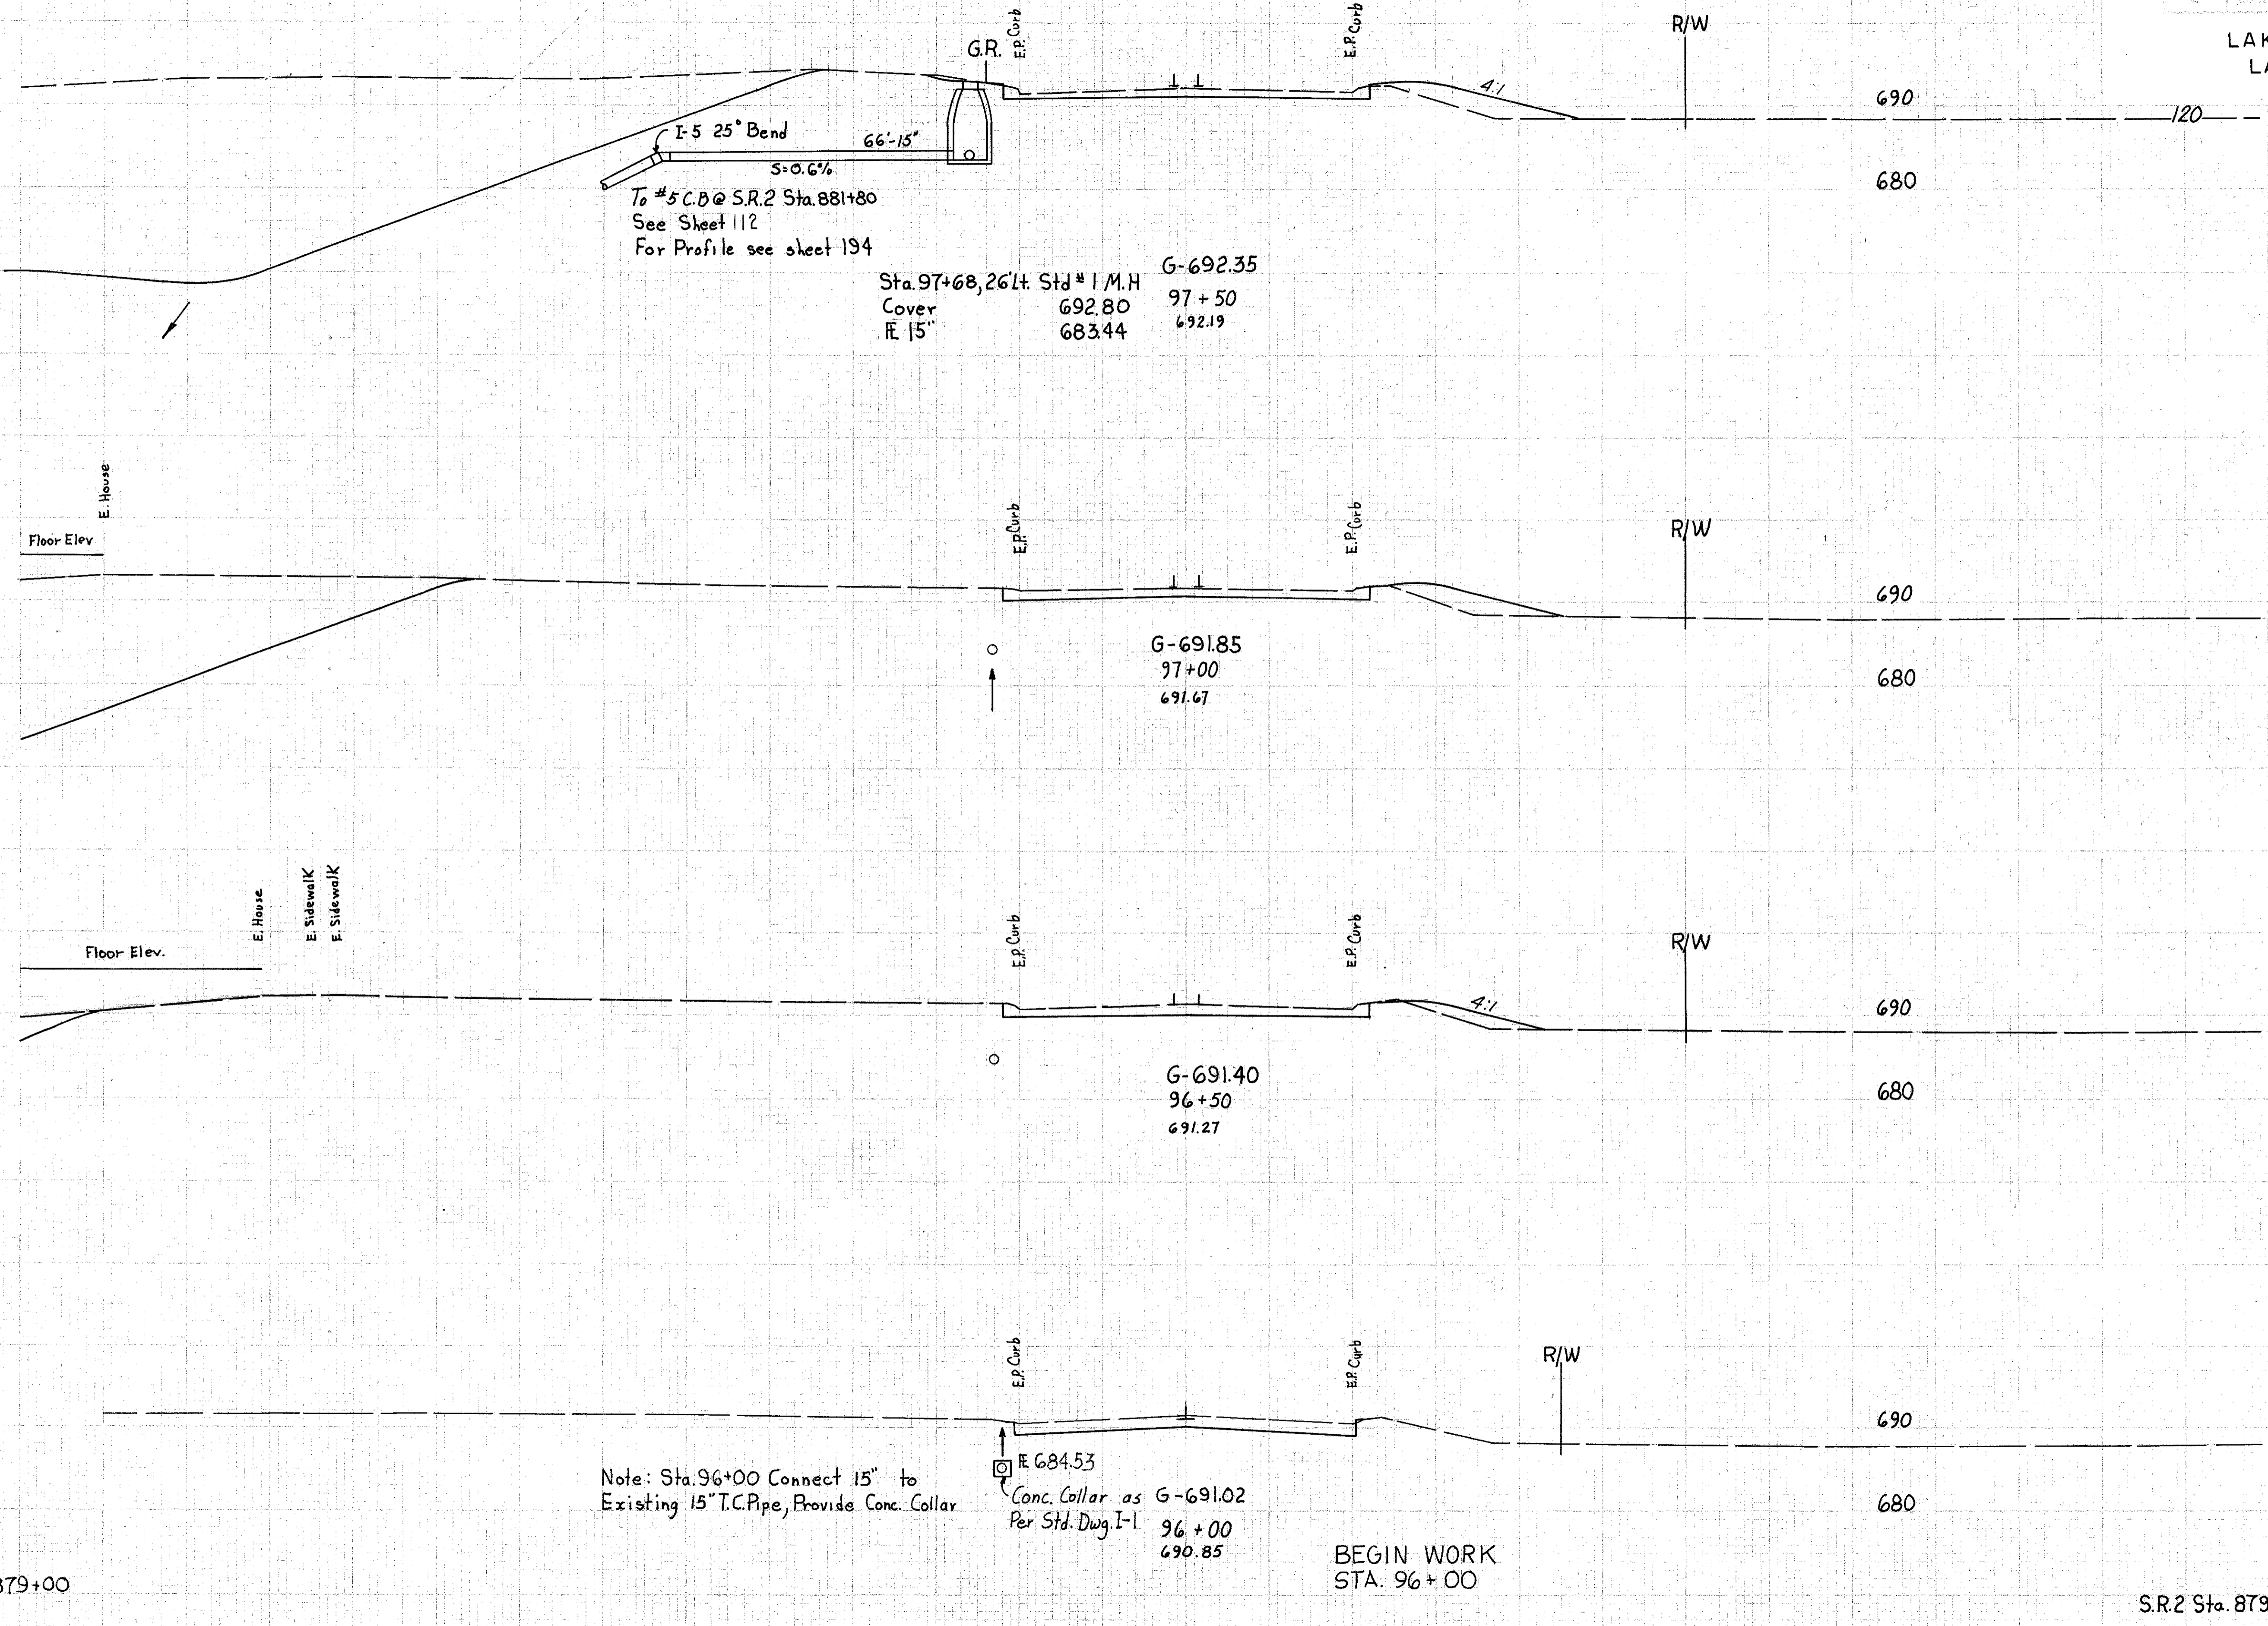 E.P. Curb
E.P. Curb
R/W
G.R.
LAK
LA
4:1
690
120
I-5 25° Bend
66'-15"
S=0.6%
680
To #5 C.B @ S.R.2 Sta. 881+80
See Sheet 112
For Profile see sheet 194
G-692.35
Sta. 97+68, 26' Lt. Std # 1 M.H
97 + 50
Cover 692.80
692.19
FE 15" 683.44
E. House
E.P. Curb
E.P. Curb
R/W
Floor Elev
690
G-691.85
97+00
691.67
680
E. House
E. Sidewalk
E. Sidewalk
E.P. Curb
E.P. Curb
R/W
Floor Elev.
4:1
690
G-691.40
96+50
691.27
680
E.P. Curb
E.P. Curb
R/W
690
FE 684.53
Note: Sta. 96+00 Connect 15" to
Existing 15" T.C. Pipe, Provide Conc. Collar
Conc. Collar as
Per Std. Dwg. I-1
G-691.02
96 + 00
690.85
680
BEGIN WORK
STA. 96+00
879+00
S.R.2 Sta. 879